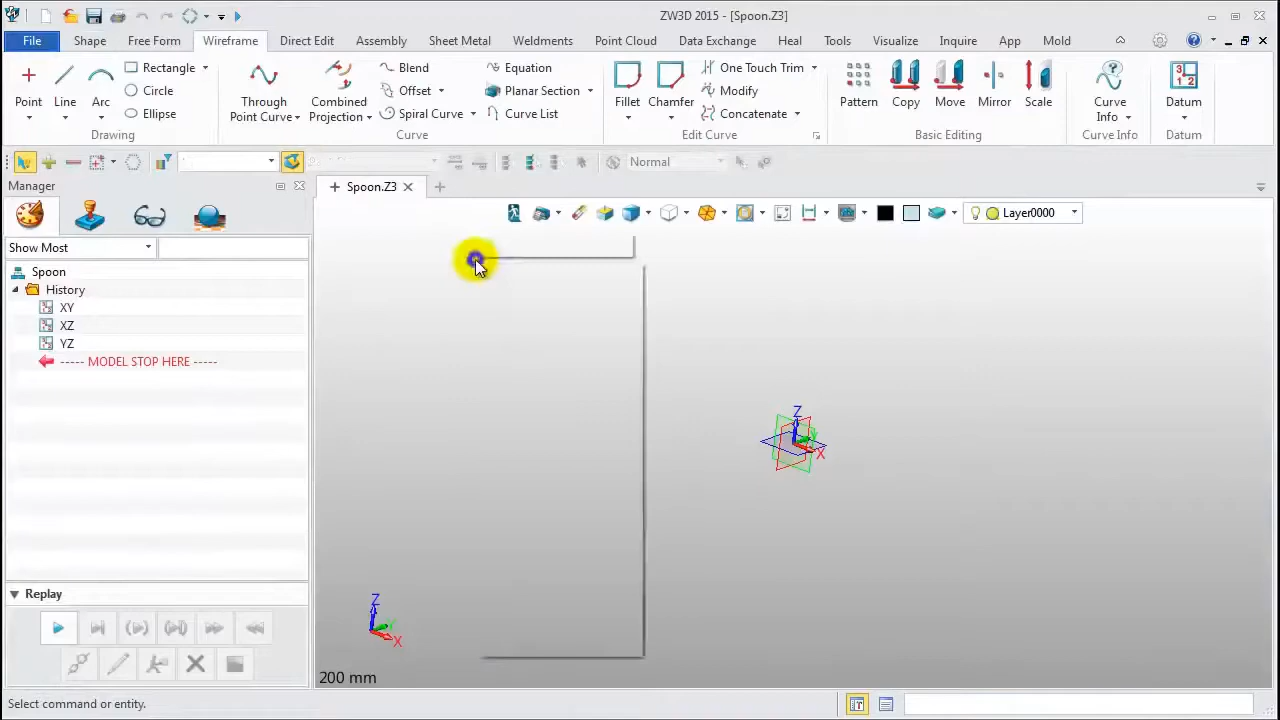 ZW3D 2015 - [Spoon.Z3]
File Shape Free Form Wireframe Direct Edit Assembly Sheet Metal Weldments Point Cloud Data Exchange Heal Tools Visualize Inquire App Mold
Point Line Arc
Rectangle
Circle
Ellipse
Drawing
Through
Point Curve
Combined
Projection
Blend
Offset
Spiral Curve
Equation
Planar Section
Curve List
Curve
Fillet Chamfer
One Touch Trim
Modify
Concatenate
Edit Curve
Pattern Copy Move Mirror Scale
Basic Editing
Curve
Info
Curve Info
Datum
Datum
Normal
Manager
Spoon.Z3
Layer0000
Show Most
Spoon
History
XY
XZ
YZ
----- MODEL STOP HERE -----
Z
X
Replay
Z
X
200 mm
Select command or entity.